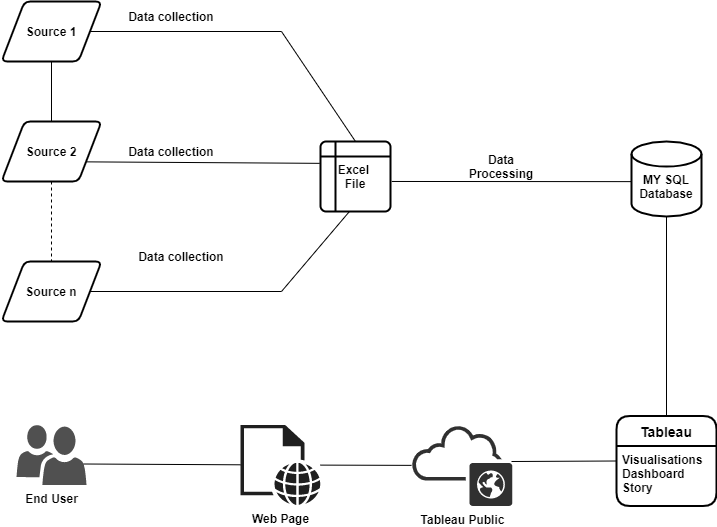 Source 1
Data collection
Source 2
Data collection
Excel
File
Data
Processing
MY SQL
Database
Data collection
Source n
Tableau
Visualisations
Dashboard
Story
End User
Web Page
Tableau Public